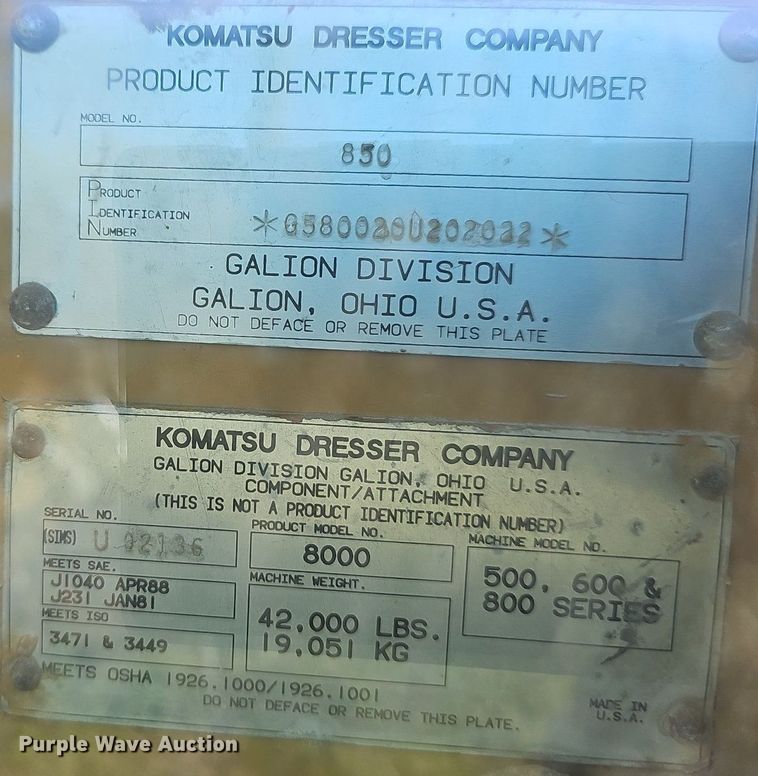 KOMATSU DRESSER COMPANY
PRODUCT IDENTIFICATION NUMBER
MODEL NO.
850
PRODUCT
IDENTIFICATION
NUMBER
DO NOT DEFACE OR REMOVE THIS PLATE
GALION DIVISION
GALION, OHIO U.S.A.
KOMATSU DRESSER COMPANY
GALION DIVISION GALION, OHIO U.S.A.
COMPONENT/ATTACHMENT
(THIS IS NOT A PRODUCT IDENTIFICATION NUMBER)
SERIAL NO.
(SIMS)
MEETS SAE.
J1040 APR88
J231 JAN81
MEETS ISO
3471 & 3449
PRODUCT MODEL NO.
8000
MACHINE WEIGHT.
42,000 LBS.
19,051 KG
MACHINE MODEL NO.
500, 600 &
800 SERIES
MEETS OSHA 1926.1000/1926.1001
DO NOT DEFACE OR REMOVE THIS PLATE.
MADE IN
U.S.A.
Purple Wave Auction